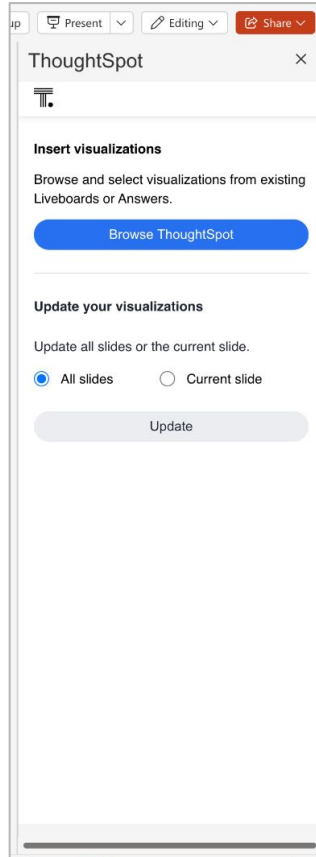 up Present Editing Share
ThoughtSpot
T.
Insert visualizations
Browse and select visualizations from existing
Liveboards or Answers.
Browse ThoughtSpot
Update your visualizations
Update all slides or the current slide.
All slides Current slide
Update